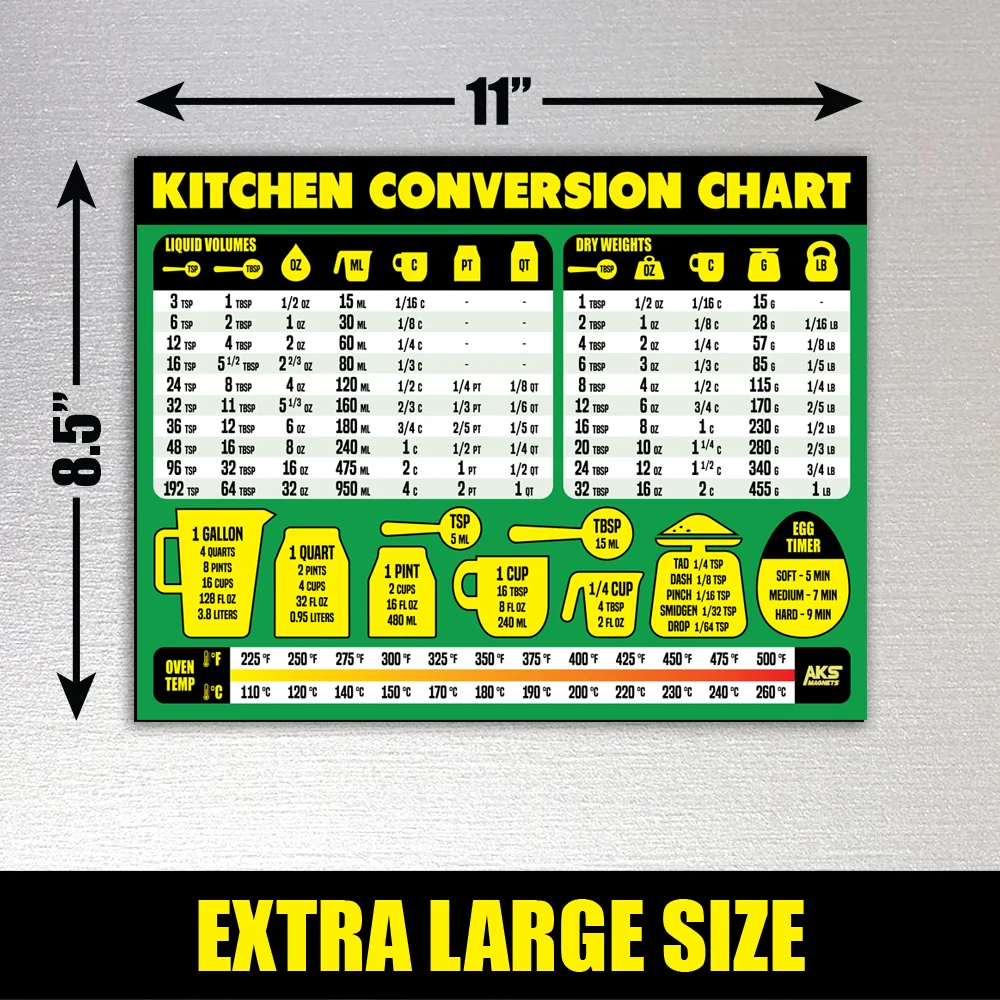 11”
8.5”
KITCHEN CONVERSION CHART
LIQUID VOLUMES
TSP TBSP OZ ML C PT QT
3 TSP 1 TBSP 1/2 OZ 15 ML 1/16 C - -
6 TSP 2 TBSP 1 OZ 30 ML 1/8 C - -
12 TSP 4 TBSP 2 OZ 60 ML 1/4 C - -
16 TSP 5 1/2 TBSP 2 2/3 OZ 80 ML 1/3 C - -
24 TSP 8 TBSP 4 OZ 120 ML 1/2 C 1/4 PT 1/8 QT
32 TSP 11 TBSP 5 1/3 OZ 160 ML 2/3 C 1/3 PT 1/6 QT
36 TSP 12 TBSP 6 OZ 180 ML 3/4 C 2/5 PT 1/5 QT
48 TSP 16 TBSP 8 OZ 240 ML 1 C 1/2 PT 1/4 QT
96 TSP 32 TBSP 16 OZ 475 ML 2 C 1 PT 1/2 QT
192 TSP 64 TBSP 32 OZ 950 ML 4 C 2 PT 1 QT
DRY WEIGHTS
TBSP OZ C G LB
1 TBSP 1/2 OZ 1/16 C 15 G -
2 TBSP 1 OZ 1/8 C 28 G 1/16 LB
4 TBSP 2 OZ 1/4 C 57 G 1/8 LB
6 TBSP 3 OZ 1/3 C 85 G 1/5 LB
8 TBSP 4 OZ 1/2 C 115 G 1/4 LB
12 TBSP 6 OZ 3/4 C 170 G 2/5 LB
16 TBSP 8 OZ 1 C 230 G 1/2 LB
20 TBSP 10 OZ 1 1/4 C 280 G 2/3 LB
24 TBSP 12 OZ 1 1/2 C 340 G 3/4 LB
32 TBSP 16 OZ 2 C 455 G 1 LB
1 GALLON
4 QUARTS
8 PINTS
16 CUPS
128 FL OZ
3.8 LITERS
1 QUART
2 PINTS
4 CUPS
32 FL OZ
0.95 LITERS
TSP
5 ML
1 PINT
2 CUPS
16 FL OZ
480 ML
1 CUP
16 TBSP
8 FL OZ
240 ML
TBSP
15 ML
1/4 CUP
4 TBSP
2 FL OZ
TAD 1/4 TSP
DASH 1/8 TSP
PINCH 1/16 TSP
SMIDGEN 1/32 TSP
DROP 1/64 TSP
EGG
TIMER
SOFT - 5 MIN
MEDIUM - 7 MIN
HARD - 9 MIN
OVEN
TEMP
°F 225 °F 250 °F 275 °F 300 °F 325 °F 350 °F 375 °F 400 °F 425 °F 450 °F 475 °F 500 °F
°C 110 °C 120 °C 140 °C 150 °C 170 °C 180 °C 190 °C 200 °C 220 °C 230 °C 240 °C 260 °C
AKS
MAGNETS
EXTRA LARGE SIZE